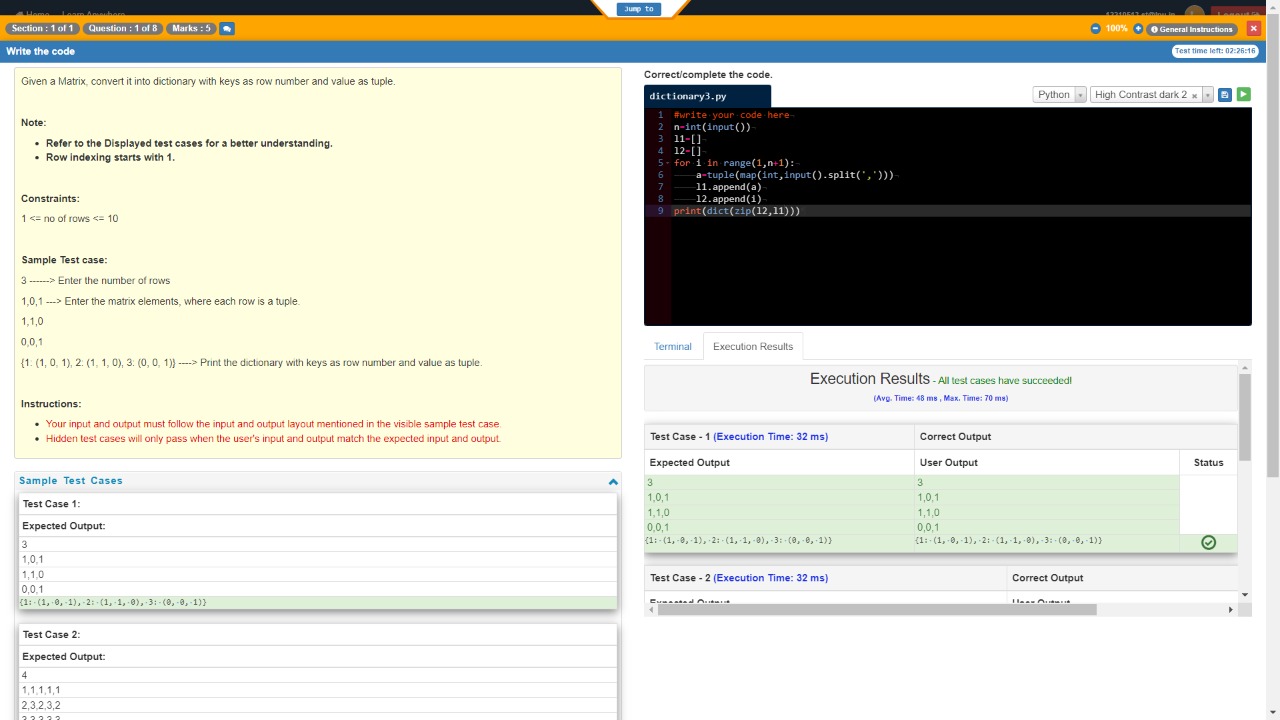 Home Learn Anywhere
Jump to
Section : 1 of 1 Question : 1 of 8 Marks : 5
100% General Instructions
Write the code
Test time left: 02:26:16
Given a Matrix, convert it into dictionary with keys as row number and value as tuple.
Note:
Refer to the Displayed test cases for a better understanding.
Row indexing starts with 1.
Constraints:
1 <= no of rows <= 10
Sample Test case:
3 ------> Enter the number of rows
1,0,1 ---> Enter the matrix elements, where each row is a tuple.
1,1,0
0,0,1
{1: (1, 0, 1), 2: (1, 1, 0), 3: (0, 0, 1)} ----> Print the dictionary with keys as row number and value as tuple.
Instructions:
Your input and output must follow the input and output layout mentioned in the visible sample test case.
Hidden test cases will only pass when the user's input and output match the expected input and output.
Sample Test Cases
Test Case 1:
Expected Output:
3
1,0,1
1,1,0
0,0,1
{1:·(1,·0,·1),·2:·(1,·1,·0),·3:·(0,·0,·1)}
Test Case 2:
Expected Output:
4
1,1,1,1,1
2,3,2,3,2
Correct/complete the code.
dictionary3.py
Python High Contrast dark 2
1 #write·your·code·here
2 n=int(input())
3 l1=[]
4 l2=[]
5 for·i·in·range(1,n+1):
6 a=tuple(map(int,input().split(',')))
7 l1.append(a)
8 l2.append(i)
9 print(dict(zip(l2,l1)))
Terminal Execution Results
Execution Results - All test cases have succeeded!
(Avg. Time: 48 ms , Max. Time: 70 ms)
Test Case - 1 (Execution Time: 32 ms) Correct Output
Expected Output User Output Status
3 3
1,0,1 1,0,1
1,1,0 1,1,0
0,0,1 0,0,1
{1:·(1,·0,·1),·2:·(1,·1,·0),·3:·(0,·0,·1)} {1:·(1,·0,·1),·2:·(1,·1,·0),·3:·(0,·0,·1)}
Test Case - 2 (Execution Time: 32 ms) Correct Output
Expected Output User Output